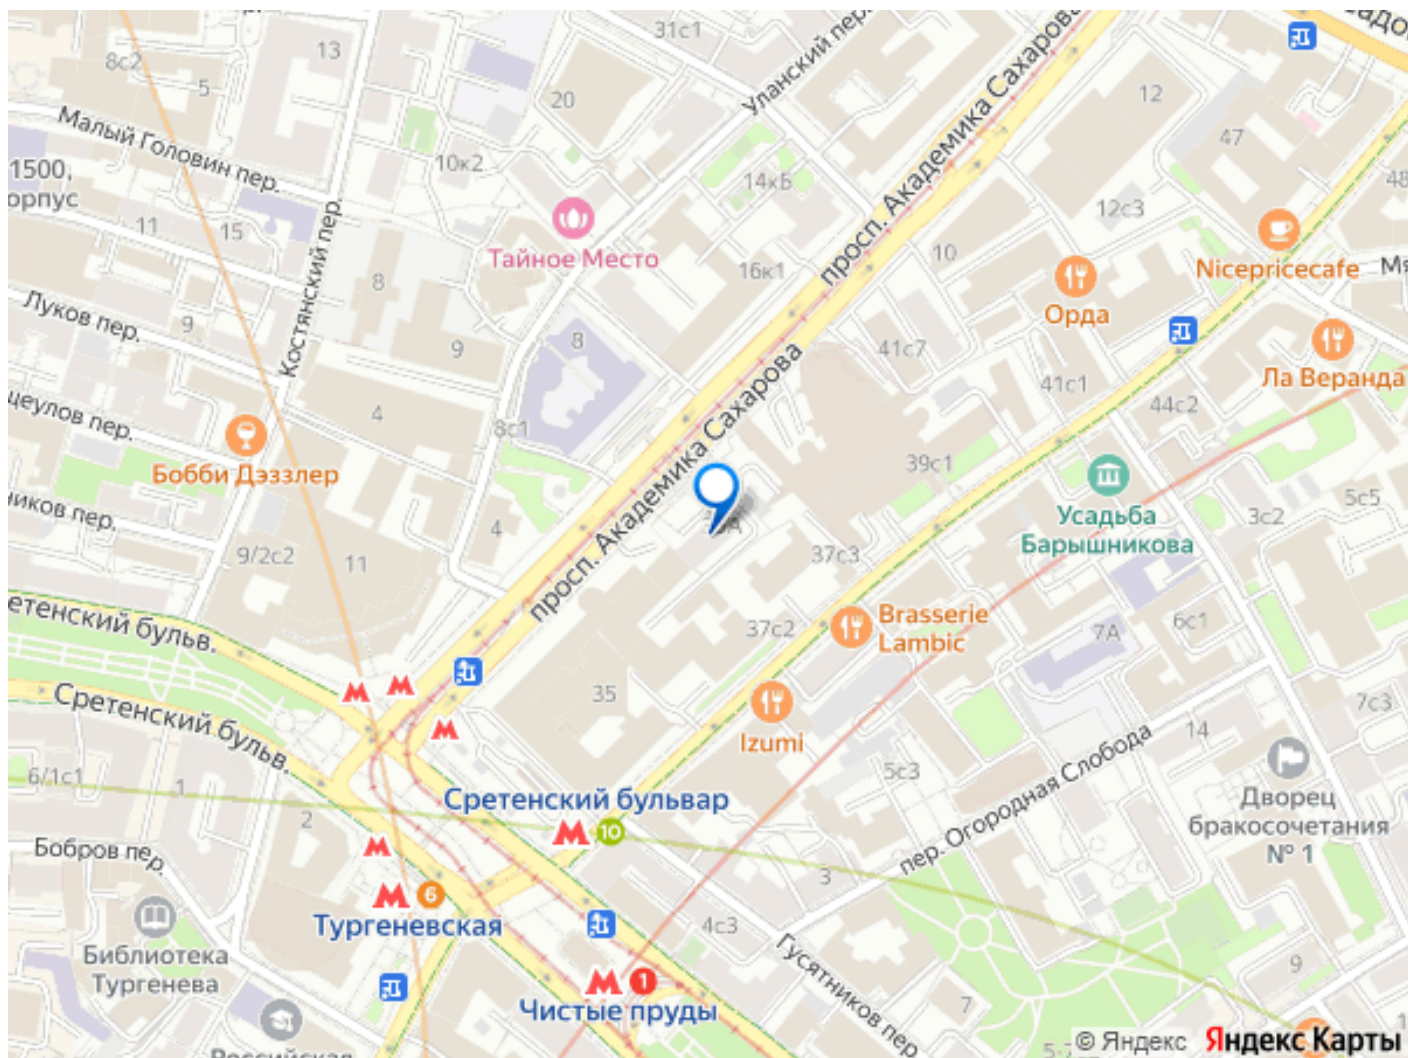 8с2
13
31с1
Уланский пер.
5
Малый Головин пер.
20
12
47
1500,
орпус
10к2
14кБ
48
11
15
Костянский пер.
Тайное Место
12с3
просп. Академика Сахарова
10
16к1
Nicepricecafe
Мя
8
Орда
Луков пер.
9
9
8
41с7
Ла Веранда
41с1
44с2
4
цеулов пер.
8с1
просп. Академика Сахарова
Бобби Дэззлер
39с1
Усадьба
Барышникова
5с5
3с2
ников пер.
4
9/2с2
11
37с3
етенский бульв.
37с2
Brasserie
Lambic
7А
6с1
Сретенский бульв.
35
7с3
14
Izumi
5с3
6/1с1
1
Сретенский бульвар
10
пер. Огородная Слобода
Дворец
бракосочетания
№ 1
2
Бобров пер.
3
6
Тургеневская
4с3
Библиотека
Тургенева
Гусятников пер
9
1
Чистые пруды
7
© Яндекс
Яндекс Карты